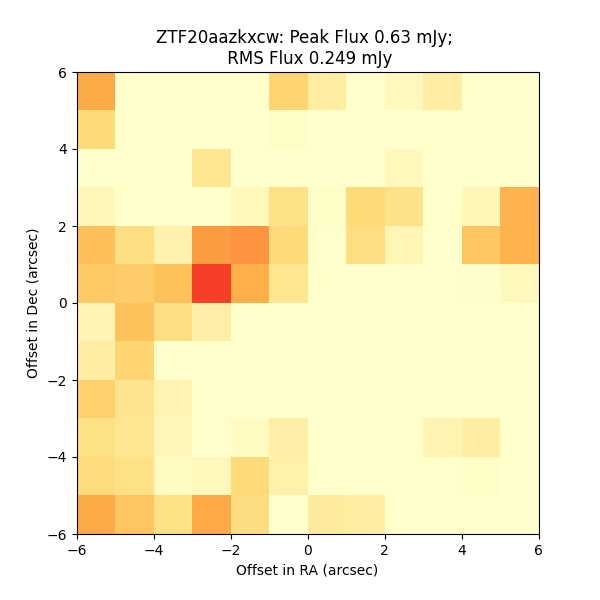 ZTF20aazkxcw: Peak Flux 0.63 mJy;
RMS Flux 0.249 mJy
6
4
2
0
−2
−4
−6
Offset in Dec (arcsec)
−6 −4 −2 0 2 4 6
Offset in RA (arcsec)